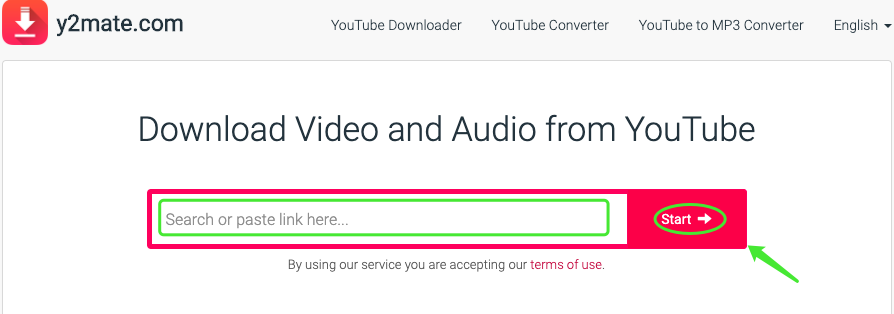 y2mate.com YouTube Downloader YouTube Converter YouTube to MP3 Converter English
Download Video and Audio from YouTube
Search or paste link here... Start
By using our service you are accepting our terms of use.